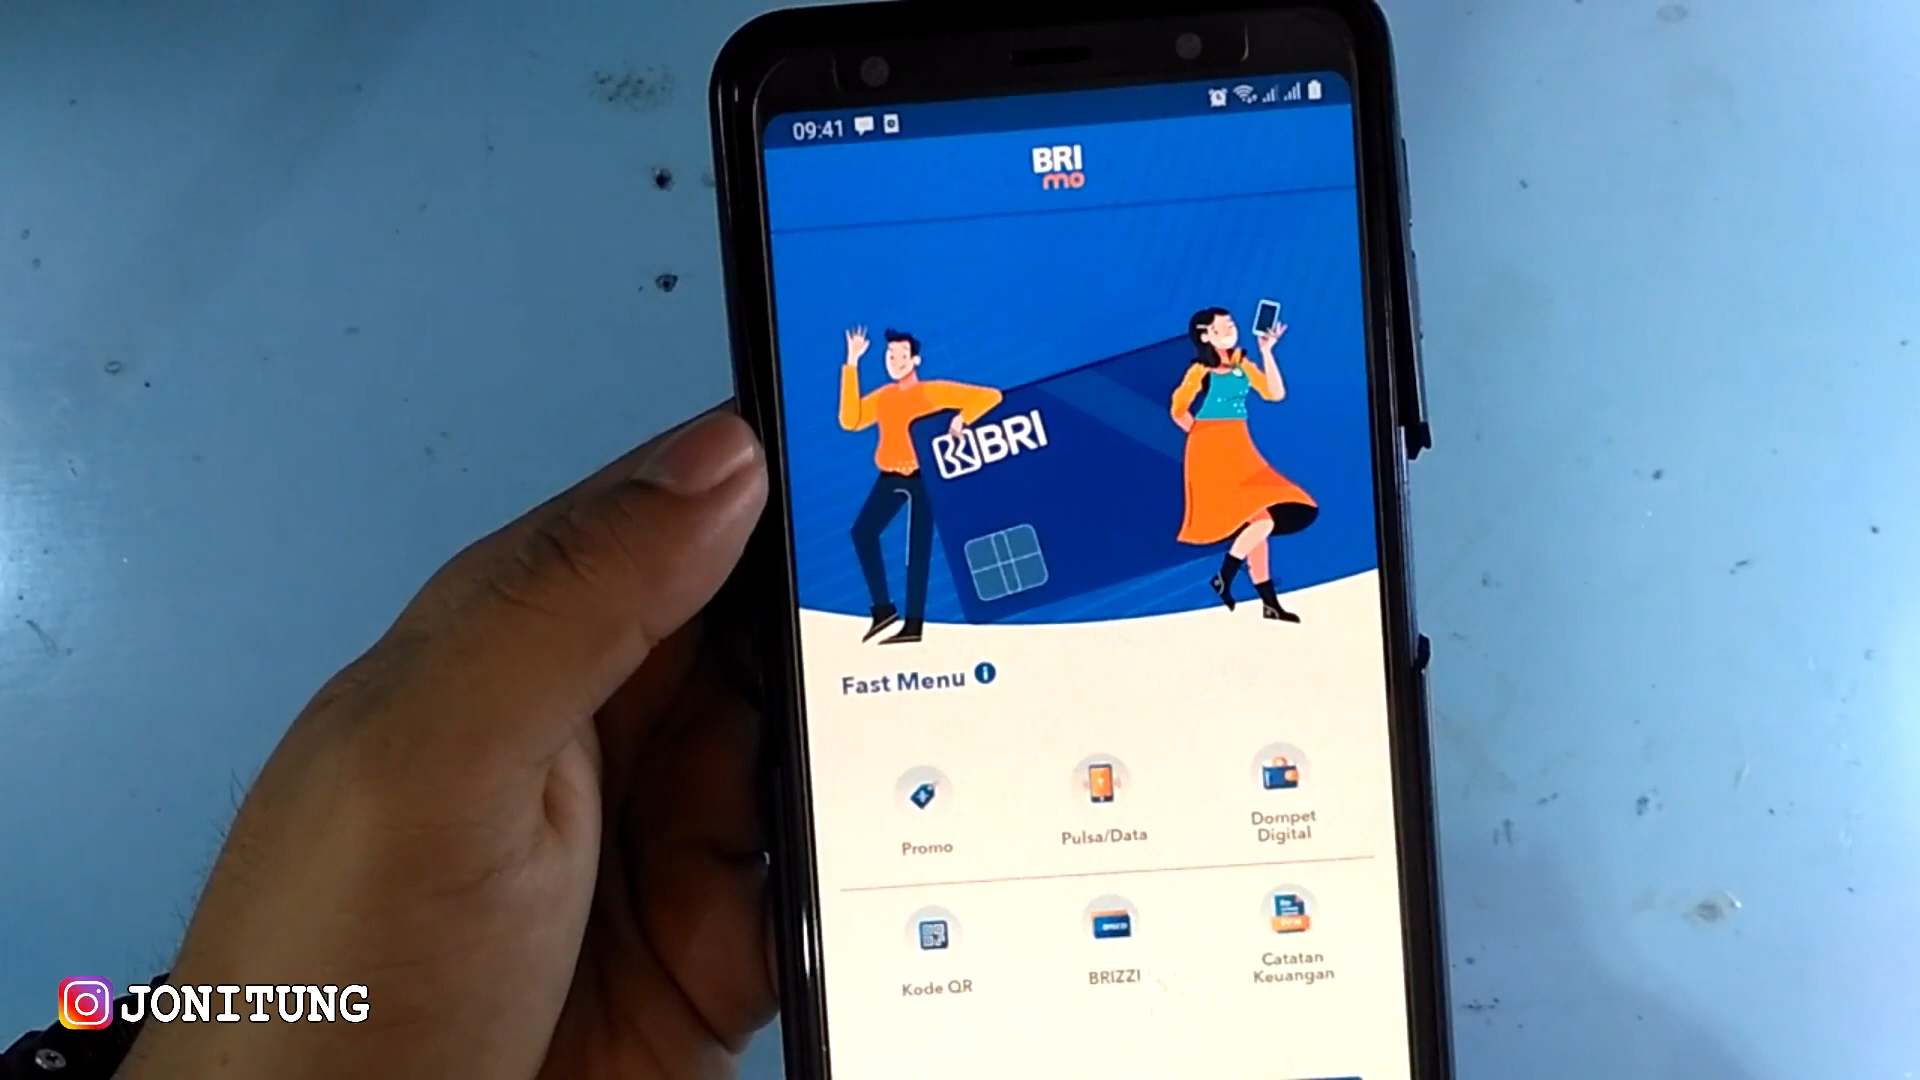 09:41
BRI
mo
BRI
Fast Menu
Promo
Pulsa/Data
Dompet
Digital
Kode QR
BRIZZI
Catatan
Keuangan
JONITUNG